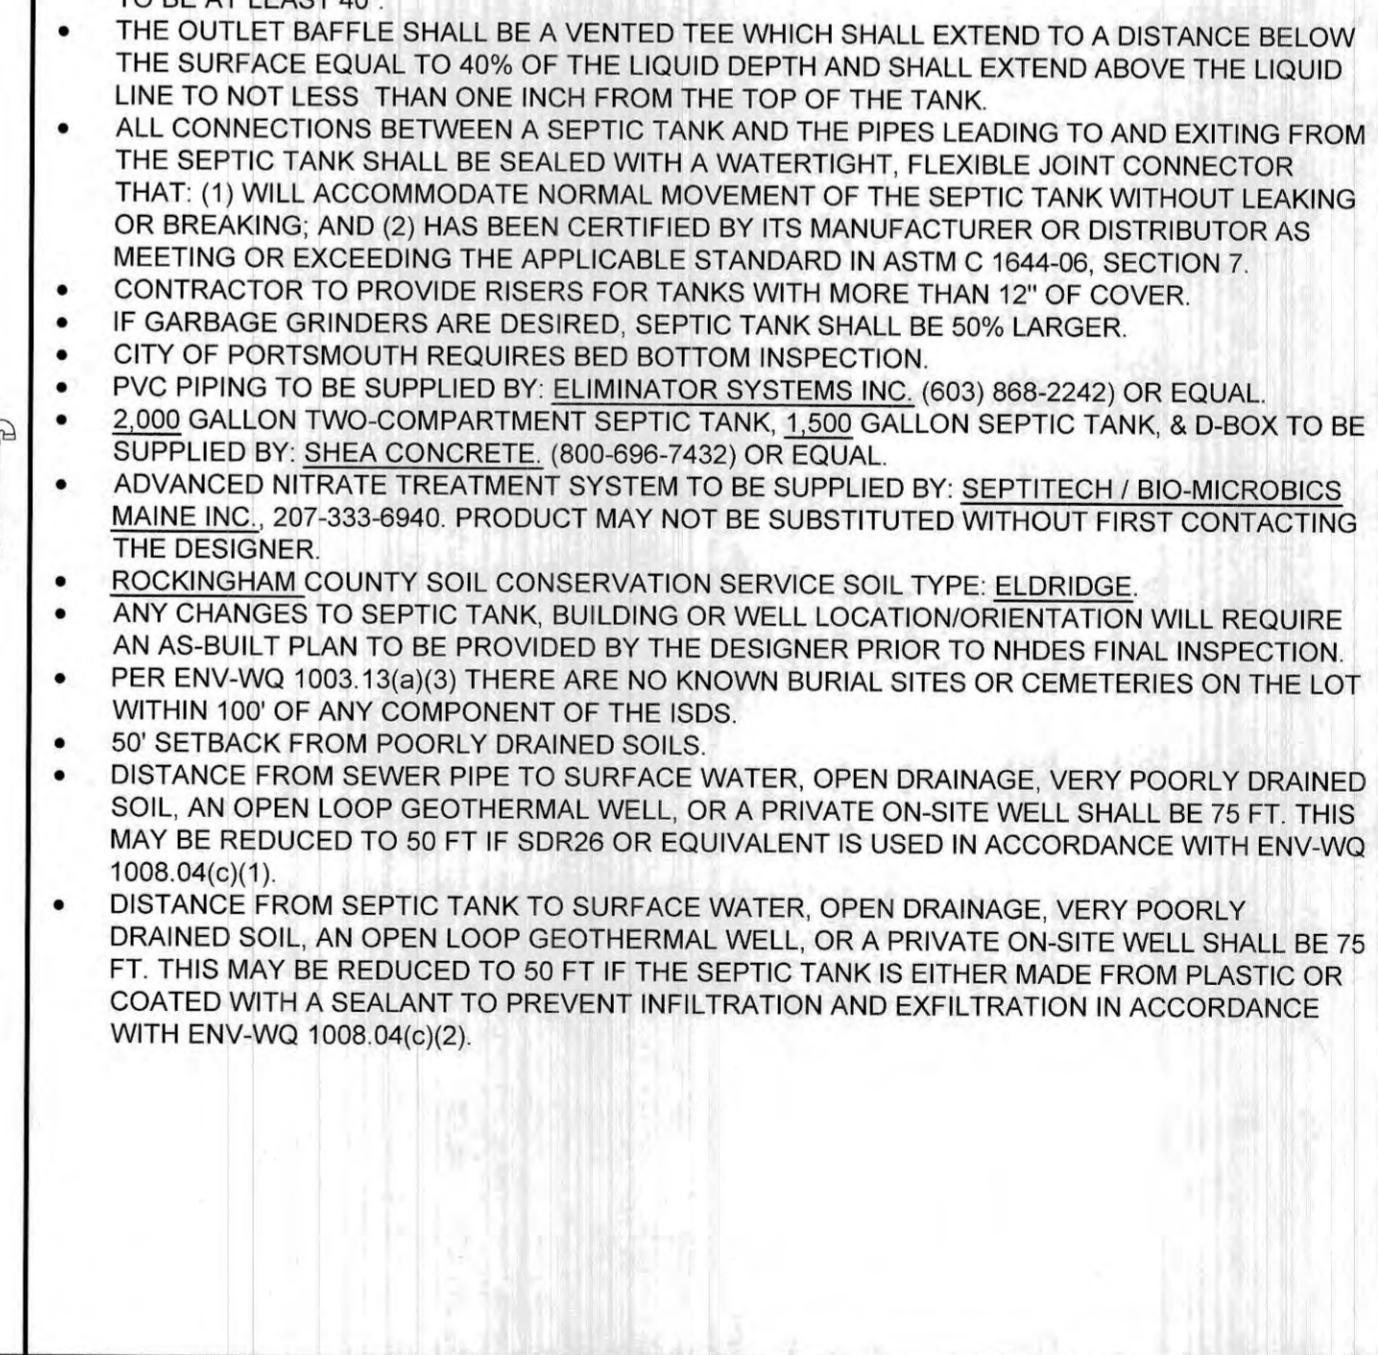 TO BE AT LEAST 40".
• THE OUTLET BAFFLE SHALL BE A VENTED TEE WHICH SHALL EXTEND TO A DISTANCE BELOW
THE SURFACE EQUAL TO 40% OF THE LIQUID DEPTH AND SHALL EXTEND ABOVE THE LIQUID
LINE TO NOT LESS THAN ONE INCH FROM THE TOP OF THE TANK.
• ALL CONNECTIONS BETWEEN A SEPTIC TANK AND THE PIPES LEADING TO AND EXITING FROM
THE SEPTIC TANK SHALL BE SEALED WITH A WATERTIGHT, FLEXIBLE JOINT CONNECTOR
THAT: (1) WILL ACCOMMODATE NORMAL MOVEMENT OF THE SEPTIC TANK WITHOUT LEAKING
OR BREAKING; AND (2) HAS BEEN CERTIFIED BY ITS MANUFACTURER OR DISTRIBUTOR AS
MEETING OR EXCEEDING THE APPLICABLE STANDARD IN ASTM C 1644-06, SECTION 7.
• CONTRACTOR TO PROVIDE RISERS FOR TANKS WITH MORE THAN 12" OF COVER.
• IF GARBAGE GRINDERS ARE DESIRED, SEPTIC TANK SHALL BE 50% LARGER.
• CITY OF PORTSMOUTH REQUIRES BED BOTTOM INSPECTION.
• PVC PIPING TO BE SUPPLIED BY: ELIMINATOR SYSTEMS INC. (603) 868-2242) OR EQUAL.
• 2,000 GALLON TWO-COMPARTMENT SEPTIC TANK, 1,500 GALLON SEPTIC TANK, & D-BOX TO BE
SUPPLIED BY: SHEA CONCRETE. (800-696-7432) OR EQUAL.
• ADVANCED NITRATE TREATMENT SYSTEM TO BE SUPPLIED BY: SEPTITECH / BIO-MICROBICS
MAINE INC., 207-333-6940. PRODUCT MAY NOT BE SUBSTITUTED WITHOUT FIRST CONTACTING
THE DESIGNER.
• ROCKINGHAM COUNTY SOIL CONSERVATION SERVICE SOIL TYPE: ELDRIDGE.
• ANY CHANGES TO SEPTIC TANK, BUILDING OR WELL LOCATION/ORIENTATION WILL REQUIRE
AN AS-BUILT PLAN TO BE PROVIDED BY THE DESIGNER PRIOR TO NHDES FINAL INSPECTION.
• PER ENV-WQ 1003.13(a)(3) THERE ARE NO KNOWN BURIAL SITES OR CEMETERIES ON THE LOT
WITHIN 100' OF ANY COMPONENT OF THE ISDS.
• 50' SETBACK FROM POORLY DRAINED SOILS.
• DISTANCE FROM SEWER PIPE TO SURFACE WATER, OPEN DRAINAGE, VERY POORLY DRAINED
SOIL, AN OPEN LOOP GEOTHERMAL WELL, OR A PRIVATE ON-SITE WELL SHALL BE 75 FT. THIS
MAY BE REDUCED TO 50 FT IF SDR26 OR EQUIVALENT IS USED IN ACCORDANCE WITH ENV-WQ
1008.04(c)(1).
• DISTANCE FROM SEPTIC TANK TO SURFACE WATER, OPEN DRAINAGE, VERY POORLY
DRAINED SOIL, AN OPEN LOOP GEOTHERMAL WELL, OR A PRIVATE ON-SITE WELL SHALL BE 75
FT. THIS MAY BE REDUCED TO 50 FT IF THE SEPTIC TANK IS EITHER MADE FROM PLASTIC OR
COATED WITH A SEALANT TO PREVENT INFILTRATION AND EXFILTRATION IN ACCORDANCE
WITH ENV-WQ 1008.04(c)(2).